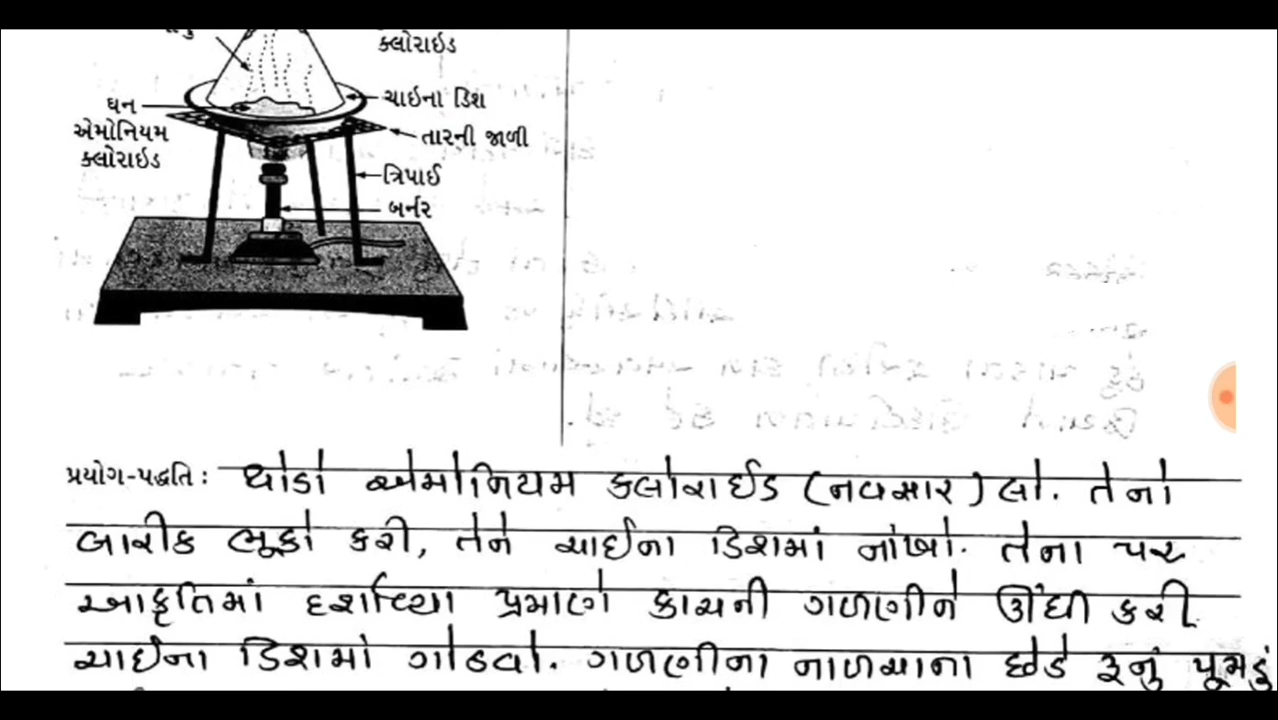 ક્લોરાઇડ
ચાઇના ડિશ
ઘન
એમોનિયમ
ક્લોરાઇડ
તારની જાળી
ત્રિપાઈ
બર્નર
પ્રયોગ-પદ્ધતિ : થોડો એમોનિયમ ક્લોરાઈડ (નવસાર) લો. તેનો
બારીક ભૂકો કરી, તેને ચાઈના ડિશમાં નાંખો. તેના પર
આકૃતિમાં દર્શાવ્યા પ્રમાણે કાચની ગળણીને ઊંધી કરી
ચાઈના ડિશમાં ગોઠવો. ગળણીના નાળચાના છેડે રૂનું પૂમડું